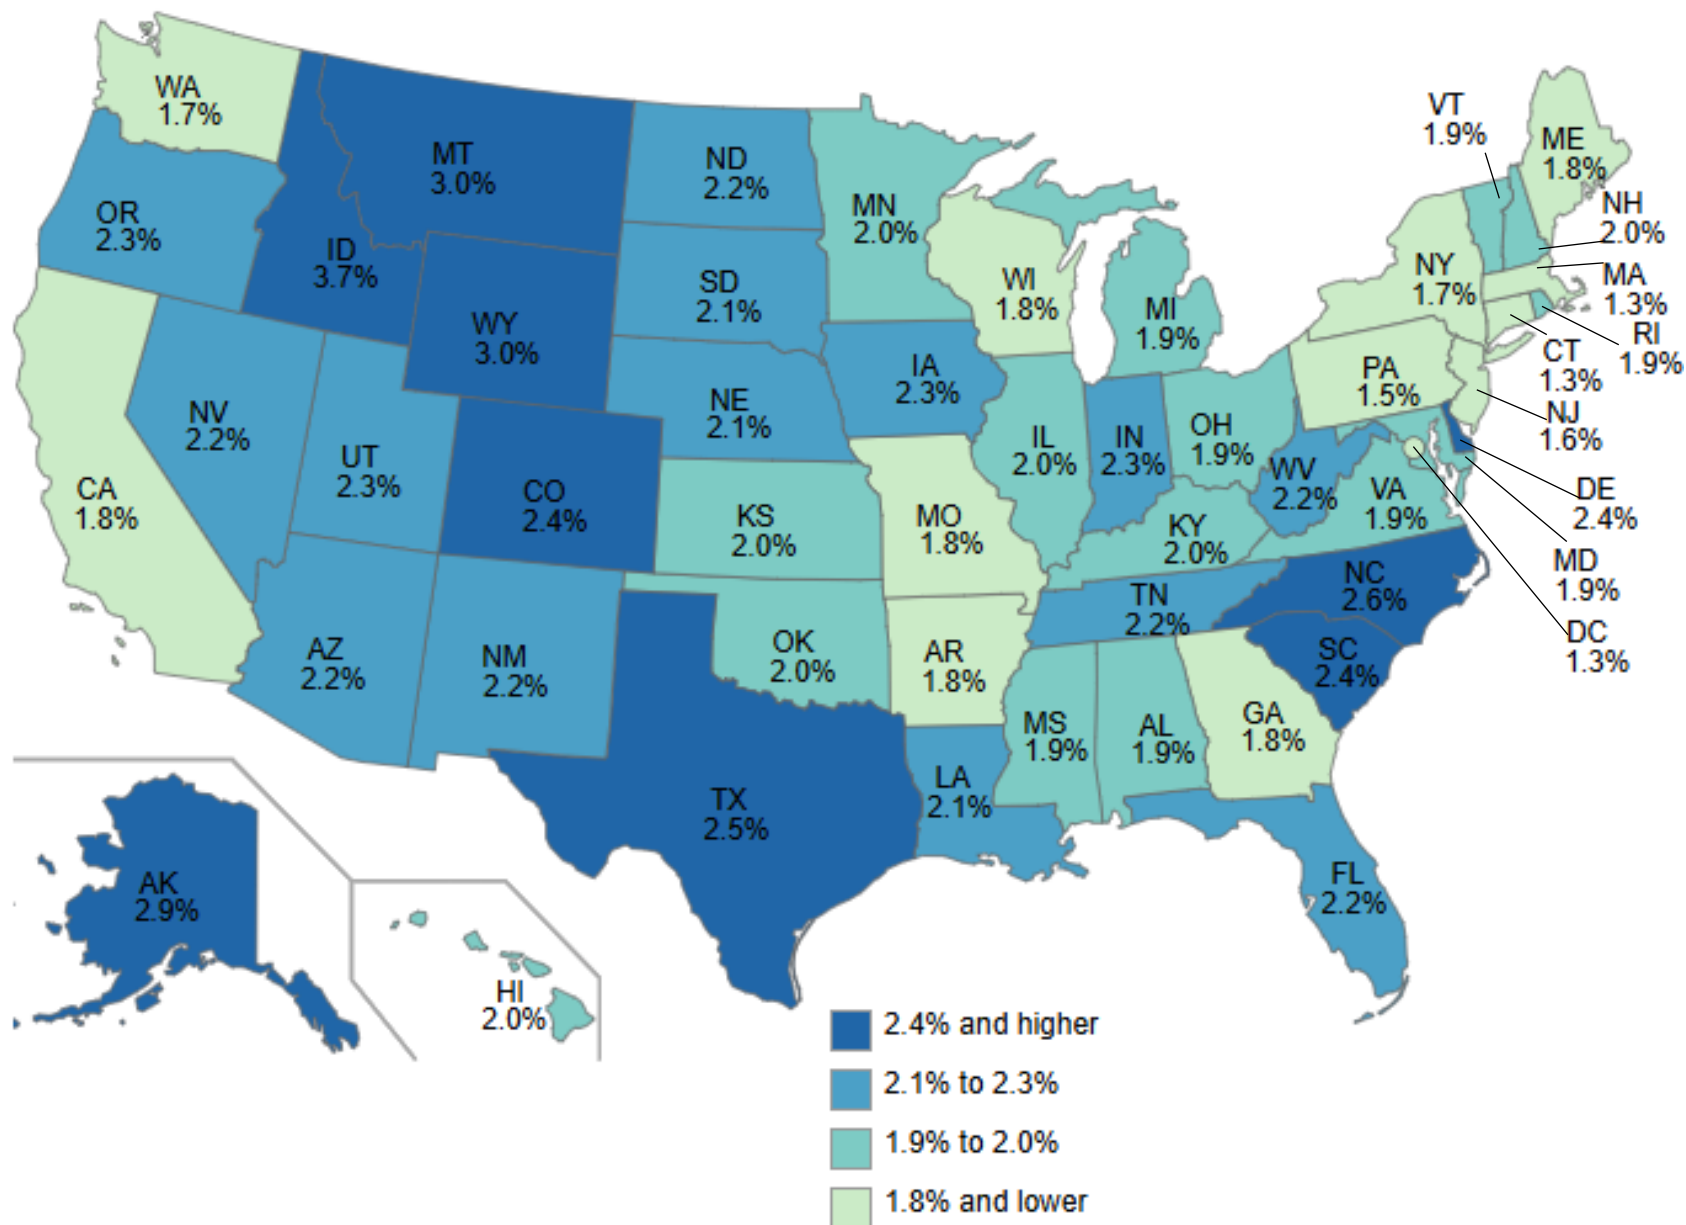 WA
1.7%
OR
2.3%
CA
1.8%
ID
3.7%
MT
3.0%
WY
3.0%
NV
2.2%
UT
2.3%
CO
2.4%
AZ
2.2%
NM
2.2%
ND
2.2%
SD
2.1%
NE
2.1%
KS
2.0%
OK
2.0%
TX
2.5%
MN
2.0%
IA
2.3%
MO
1.8%
AR
1.8%
LA
2.1%
WI
1.8%
IL
2.0%
MI
1.9%
IN
2.3%
OH
1.9%
KY
2.0%
TN
2.2%
MS
1.9%
AL
1.9%
GA
1.8%
FL
2.2%
SC
2.4%
NC
2.6%
VA
1.9%
WV
2.2%
PA
1.5%
NY
1.7%
VT
1.9%
ME
1.8%
NH
2.0%
MA
1.3%
RI
1.9%
CT
1.3%
NJ
1.6%
DE
2.4%
MD
1.9%
DC
1.3%
AK
2.9%
HI
2.0%
2.4% and higher
2.1% to 2.3%
1.9% to 2.0%
1.8% and lower